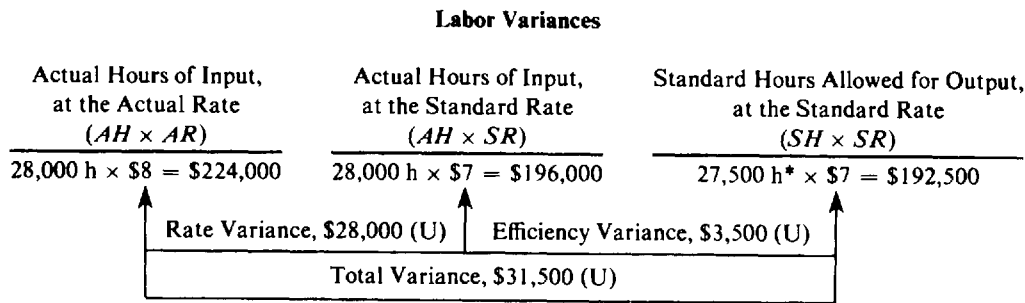 Labor Variances
Actual Hours of Input,
at the Actual Rate
(AH × AR)
28,000 h × $8 = $224,000
Actual Hours of Input,
at the Standard Rate
(AH × SR)
28,000 h × $7 = $196,000
Standard Hours Allowed for Output,
at the Standard Rate
(SH × SR)
27,500 h* × $7 = $192,500
Rate Variance, $28,000 (U)
Efficiency Variance, $3,500 (U)
Total Variance, $31,500 (U)